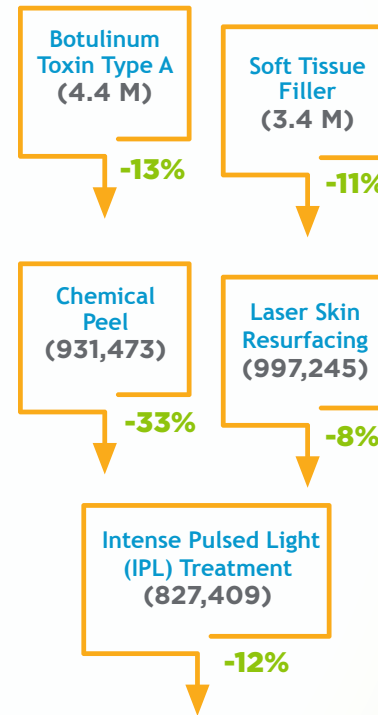 Botulinum
Toxin Type A
(4.4 M)
-13%
Soft Tissue
Filler
(3.4 M)
-11%
Chemical
Peel
(931,473)
-33%
Laser Skin
Resurfacing
(997,245)
-8%
Intense Pulsed Light
(IPL) Treatment
(827,409)
-12%